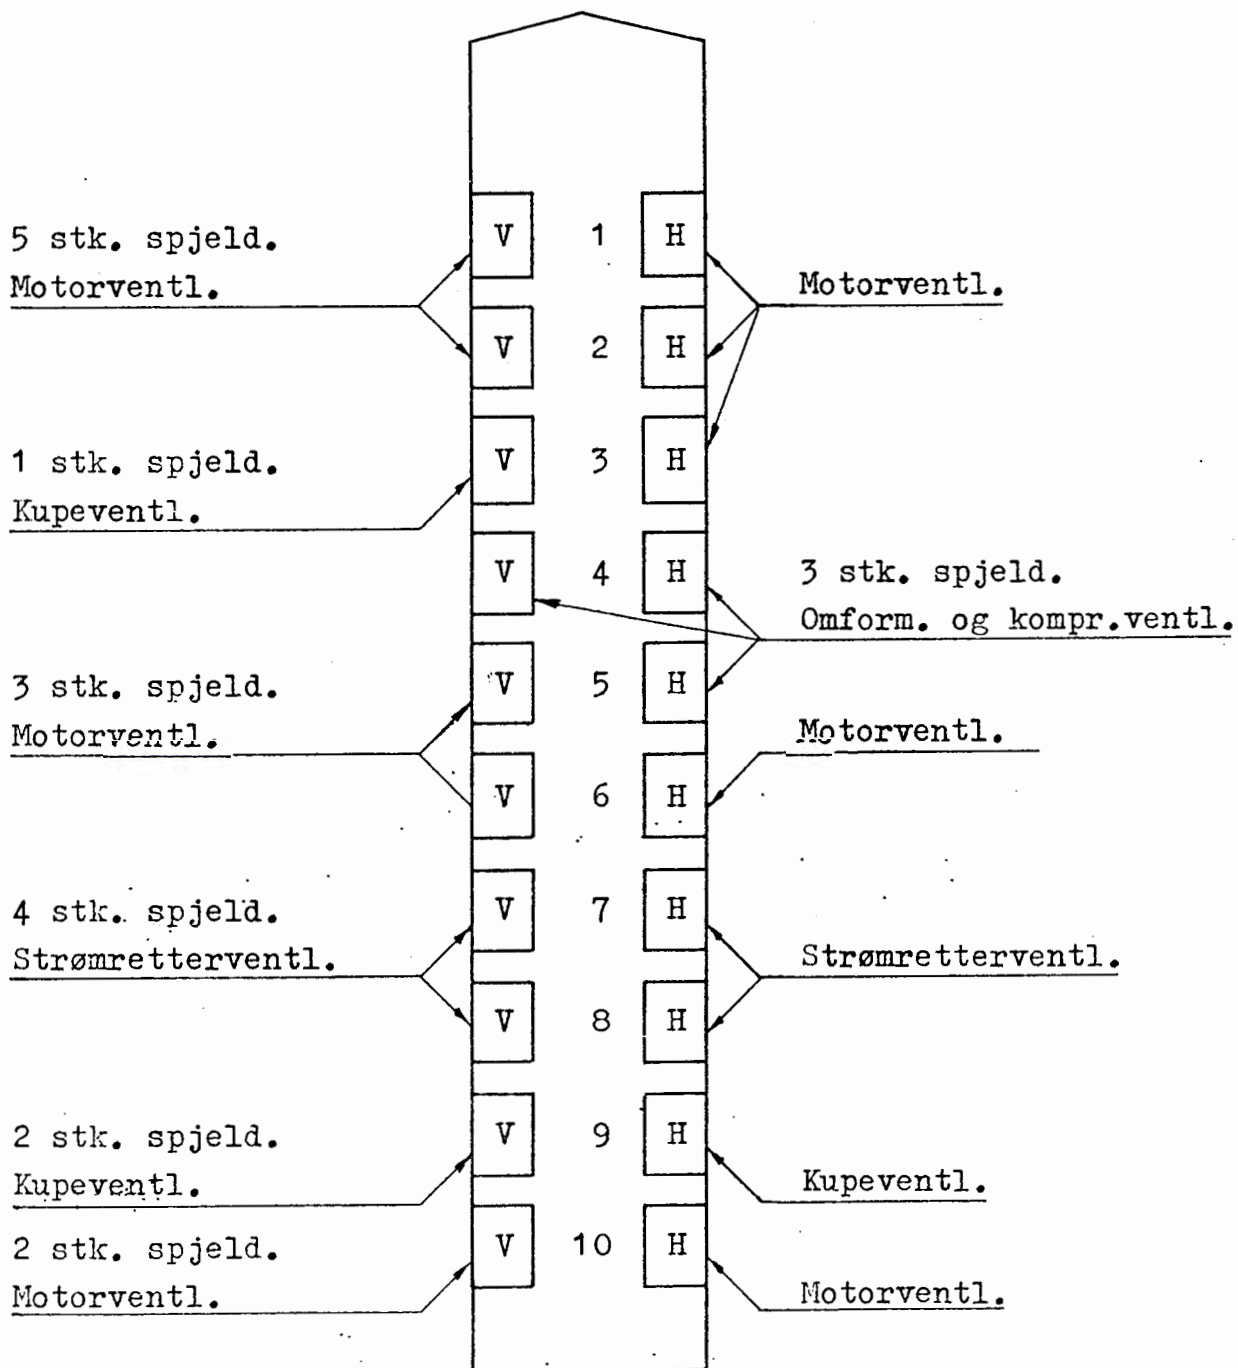 V 1 H
5 stk. spjeld.
Motorventl.
Motorventl.
V 2 H
V 3 H
1 stk. spjeld.
Kupeventl.
V 4 H
3 stk. spjeld.
Omform. og kompr.ventl.
V 5 H
3 stk. spjeld.
Motorventl.
Motorventl.
V 6 H
V 7 H
4 stk. spjeld.
Strømretterventl.
Strømretterventl.
V 8 H
V 9 H
2 stk. spjeld.
Kupeventl.
Kupeventl.
V 10 H
2 stk. spjeld.
Motorventl.
Motorventl.